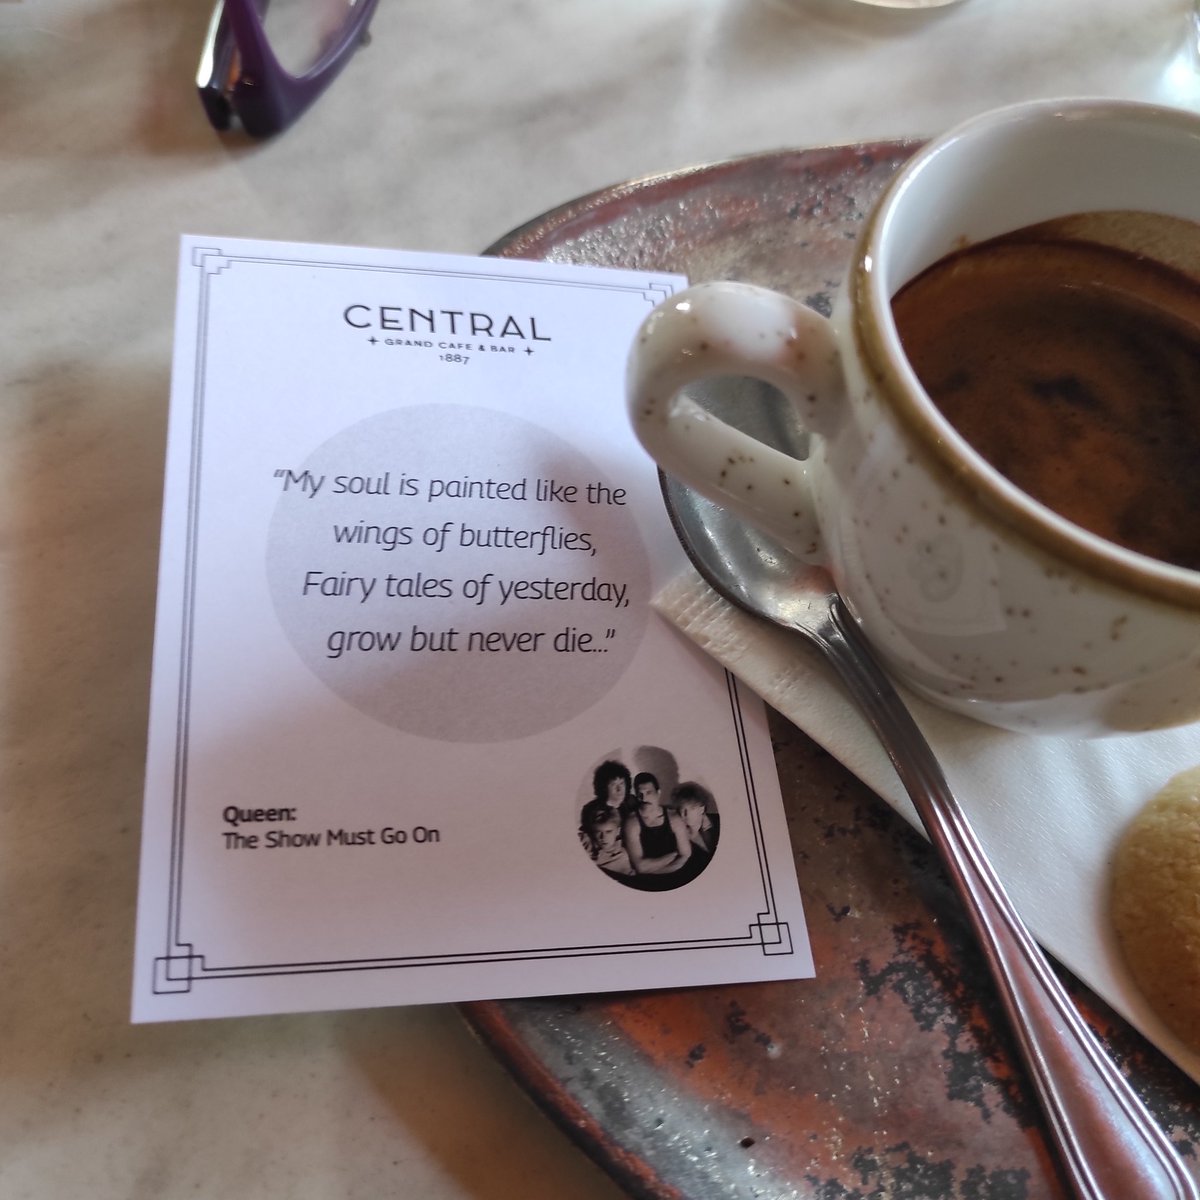 CENTRAL
GRAND CAFE & BAR
1887
“My soul is painted like the
wings of butterflies,
Fairy tales of yesterday,
grow but never die...”
Queen:
The Show Must Go On